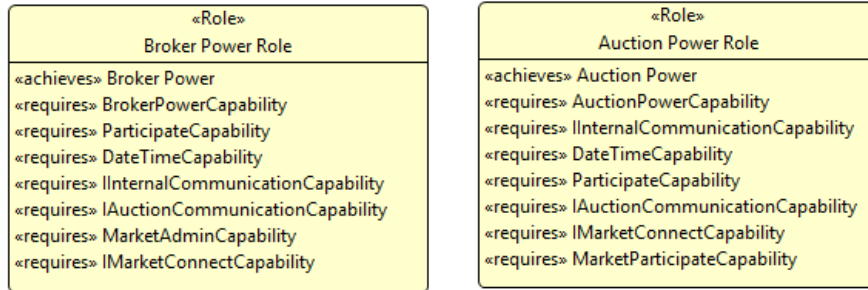 «Role»
Broker Power Role
«achieves» Broker Power
«requires» BrokerPowerCapability
«requires» ParticipateCapability
«requires» DateTimeCapability
«requires» IInternalCommunicationCapability
«requires» IAuctionCommunicationCapability
«requires» MarketAdminCapability
«requires» IMarketConnectCapability
«Role»
Auction Power Role
«achieves» Auction Power
«requires» AuctionPowerCapability
«requires» IInternalCommunicationCapability
«requires» DateTimeCapability
«requires» ParticipateCapability
«requires» IAuctionCommunicationCapability
«requires» IMarketConnectCapability
«requires» MarketParticipateCapability